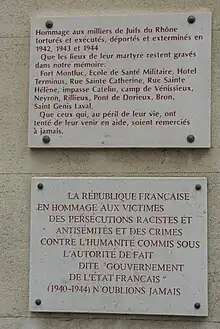 Hommage aux milliers de Juifs du Rhône
torturés et exécutés, déportés et exterminés en
1942, 1943 et 1944
Que les lieux de leur martyre restent gravés
dans notre mémoire.
Fort Montluc, Ecole de Santé Militaire, Hotel
Terminus, Rue Sainte Catherine, Rue Sainte
Hélène, impasse Catelin, camp de Vénissieux,
Neyron, Rillieux, Pont de Dorieux, Bron,
Saint Genis Laval,
Que ceux qui, au péril de leur vie, ont
tenté de leur venir en aide, soient remerciés
à jamais.
LA RÉPUBLIQUE FRANÇAISE
EN HOMMAGE AUX VICTIMES
DES PERSÉCUTIONS RACISTES ET
ANTISÉMITES ET DES CRIMES
CONTRE L'HUMANITÉ COMMIS SOUS
L'AUTORITÉ DE FAIT
DITE "GOUVERNEMENT
DE L'ÉTAT FRANÇAIS"
(1940-1944) N'OUBLIONS JAMAIS